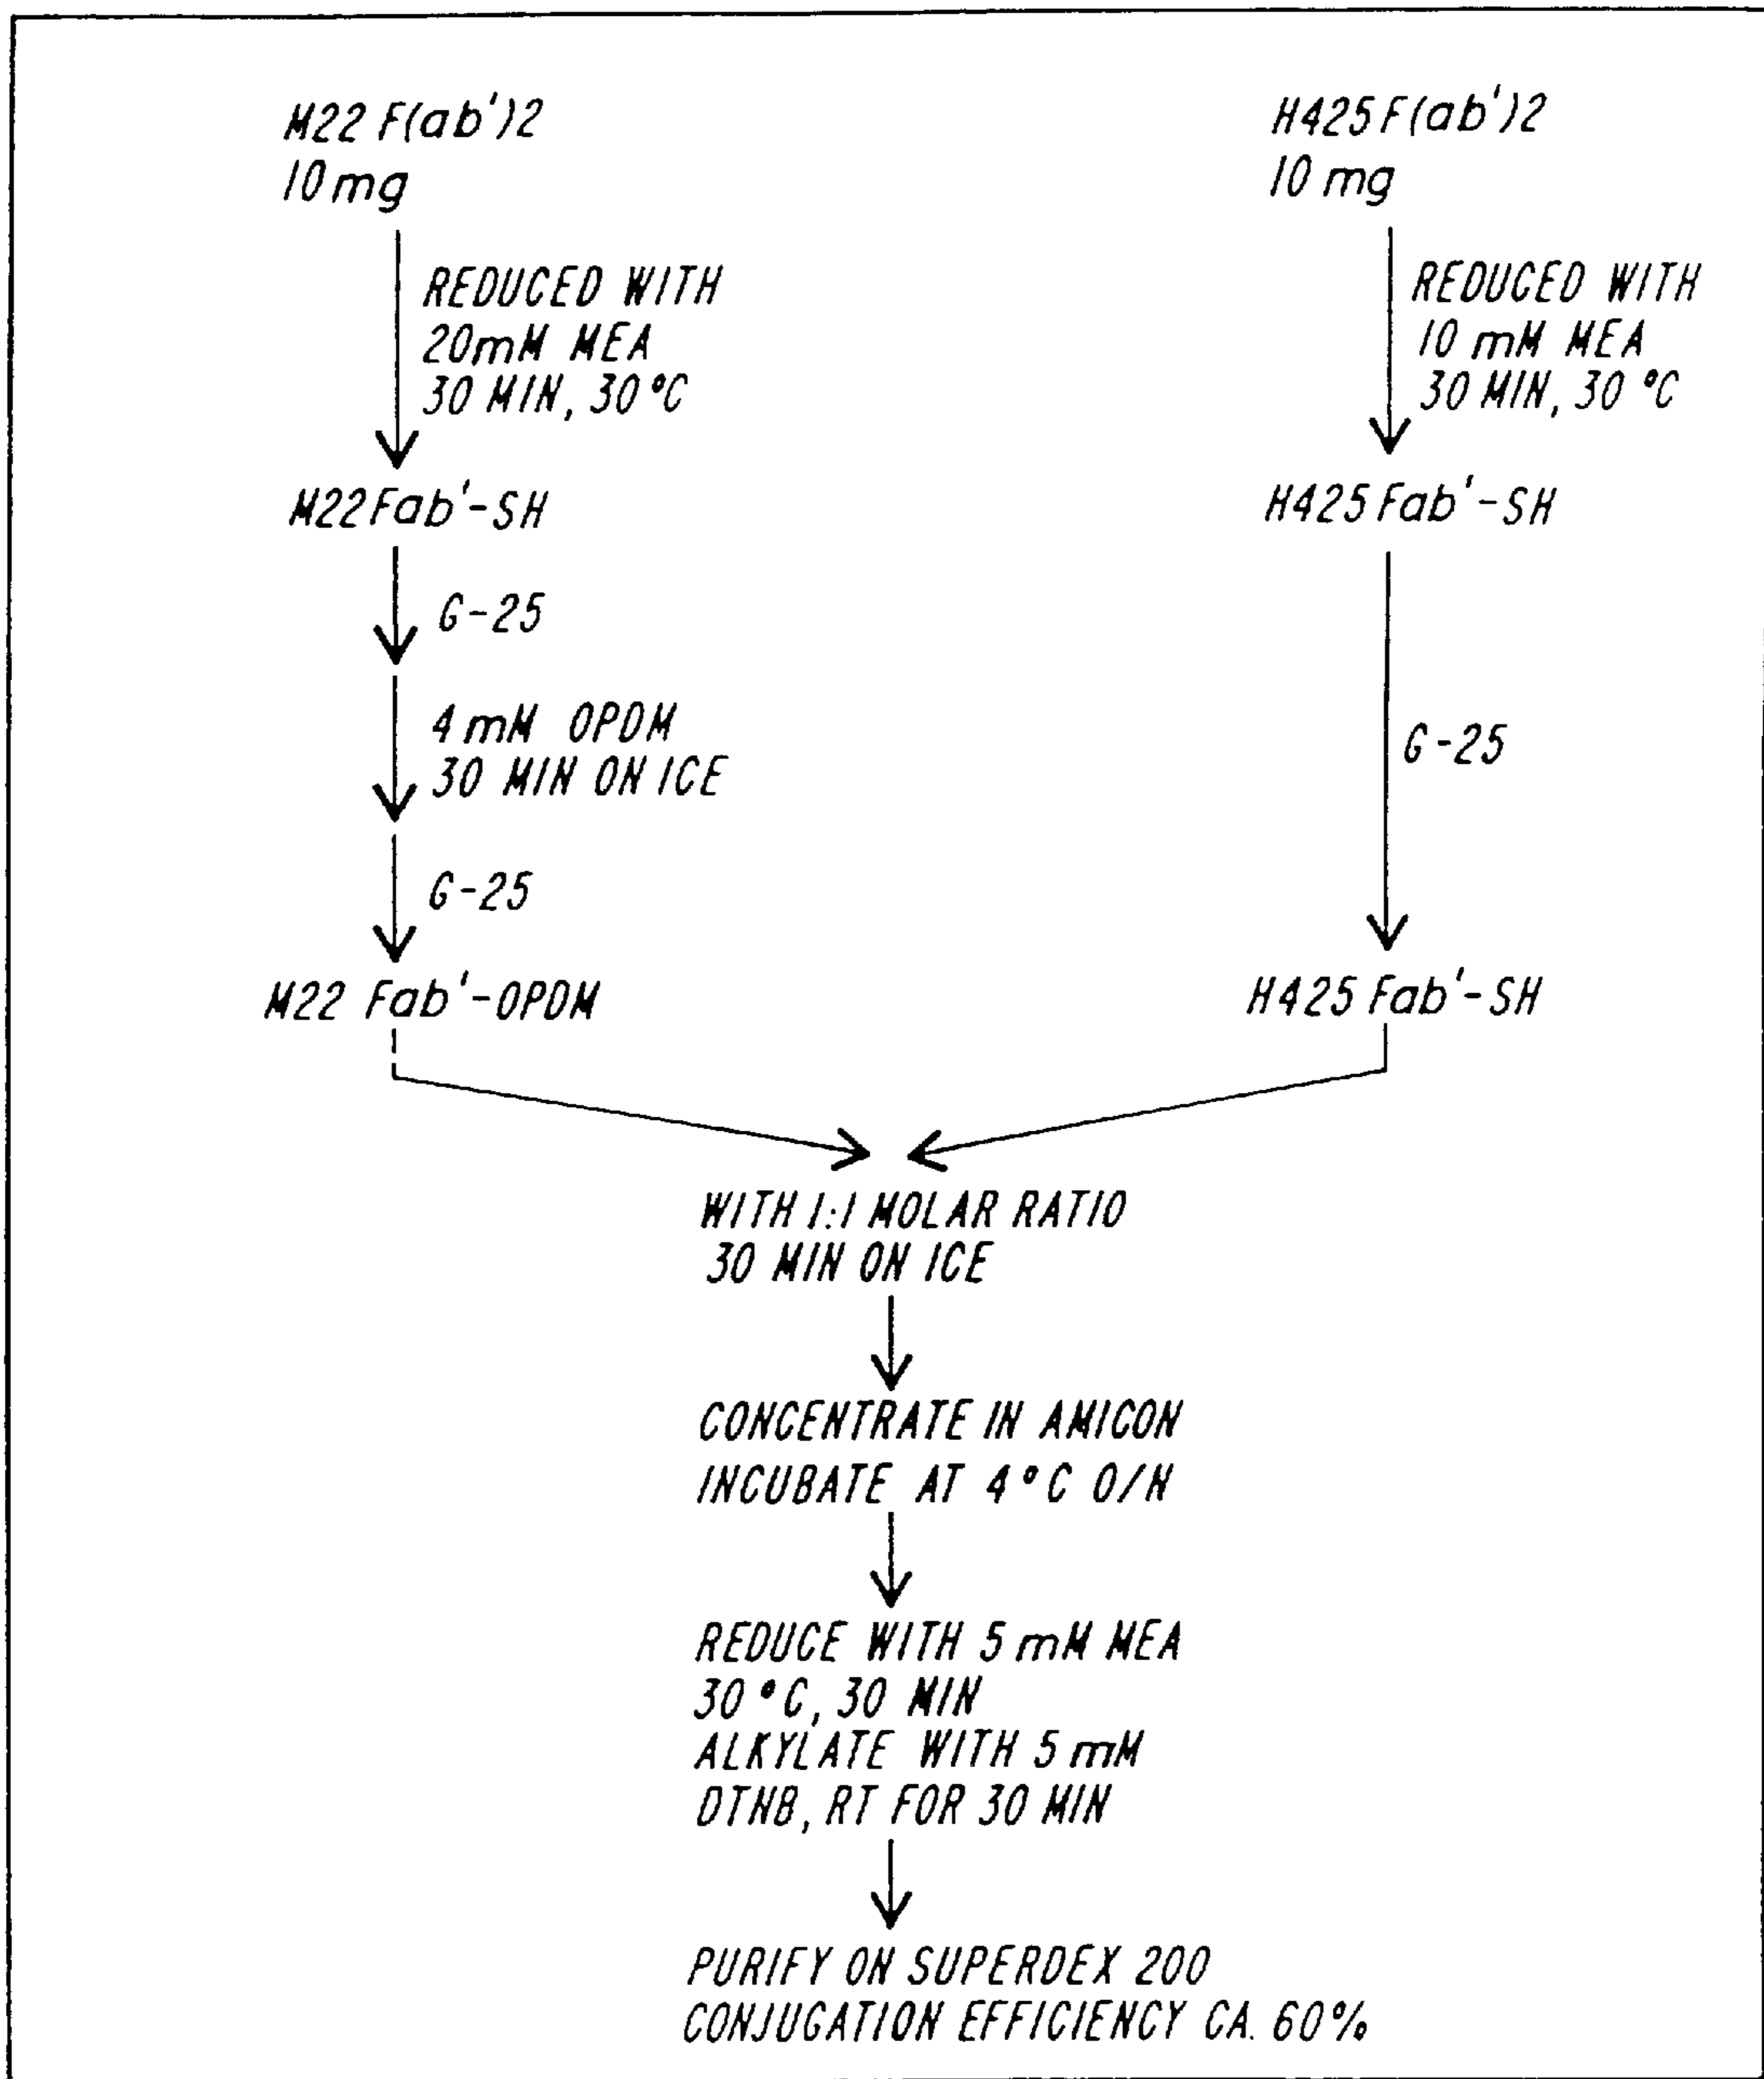 M22 F(ab')2
10 mg
REDUCED WITH
20mM MEA
30 MIN, 30°C
M22Fab'-SH
G-25
4 mM OPDM
30 MIN ON ICE
G-25
M22 Fab'-OPDM
H425F(ab')2
10 mg
REDUCED WITH
10 mM MEA
30 MIN, 30 °C
H425 Fab'-SH
G-25
H425 Fab'-SH
WITH 1:1 MOLAR RATIO
30 MIN ON ICE
CONCENTRATE IN AMICON
INCUBATE AT 4°C O/N
REDUCE WITH 5 mM MEA
30 °C, 30 MIN
ALKYLATE WITH 5 mM
DTNB, RT FOR 30 MIN
PURIFY ON SUPERDEX 200
CONJUGATION EFFICIENCY CA. 60%